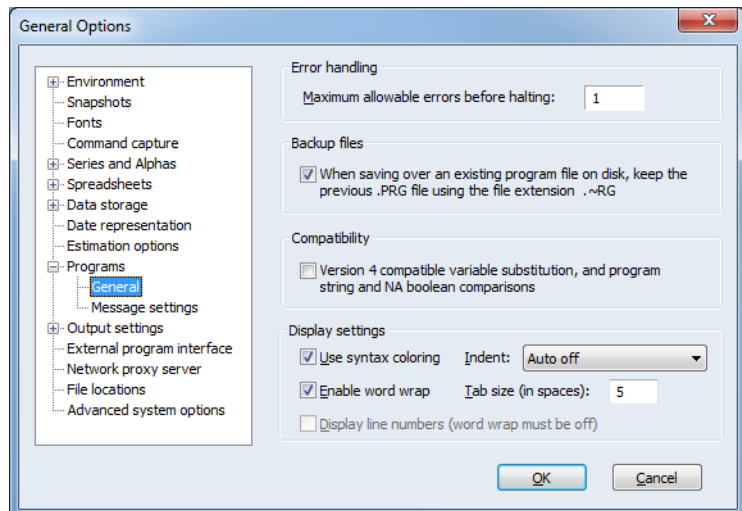 General Options
Environment
Snapshots
Fonts
Command capture
Series and Alphas
Spreadsheets
Data storage
Date representation
Estimation options
Programs
General
Message settings
Output settings
External program interface
Network proxy server
File locations
Advanced system options
Error handling
Maximum allowable errors before halting: 1
Backup files
When saving over an existing program file on disk, keep the
previous .PRG file using the file extension .~RG
Compatibility
Version 4 compatible variable substitution, and program
string and NA boolean comparisons
Display settings
Use syntax coloring Indent: Auto off
Enable word wrap Tab size (in spaces): 5
Display line numbers (word wrap must be off)
OK Cancel